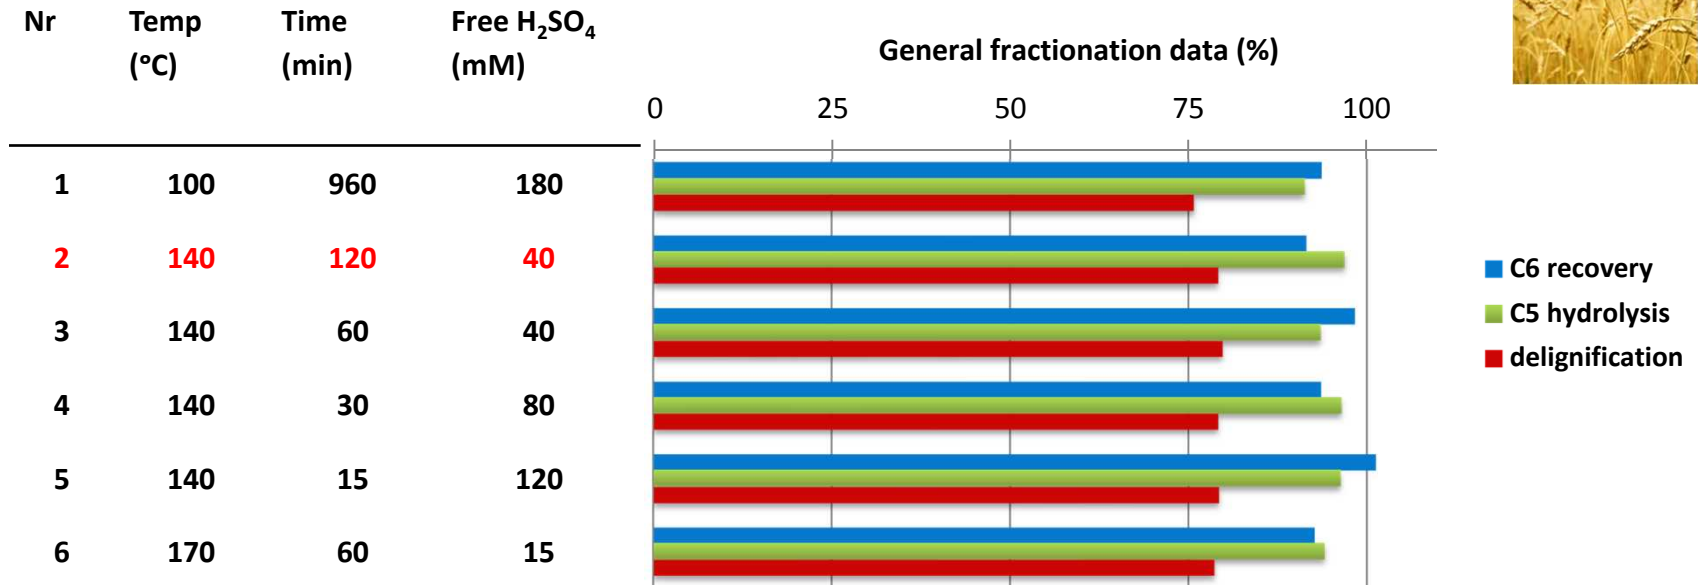 Nr Temp Time Free H₂SO₄
(°C) (min) (mM)
General fractionation data (%)
0 25 50 75 100
1 100 960 180
2 140 120 40
3 140 60 40
4 140 30 80
5 140 15 120
6 170 60 15
C6 recovery
C5 hydrolysis
delignification